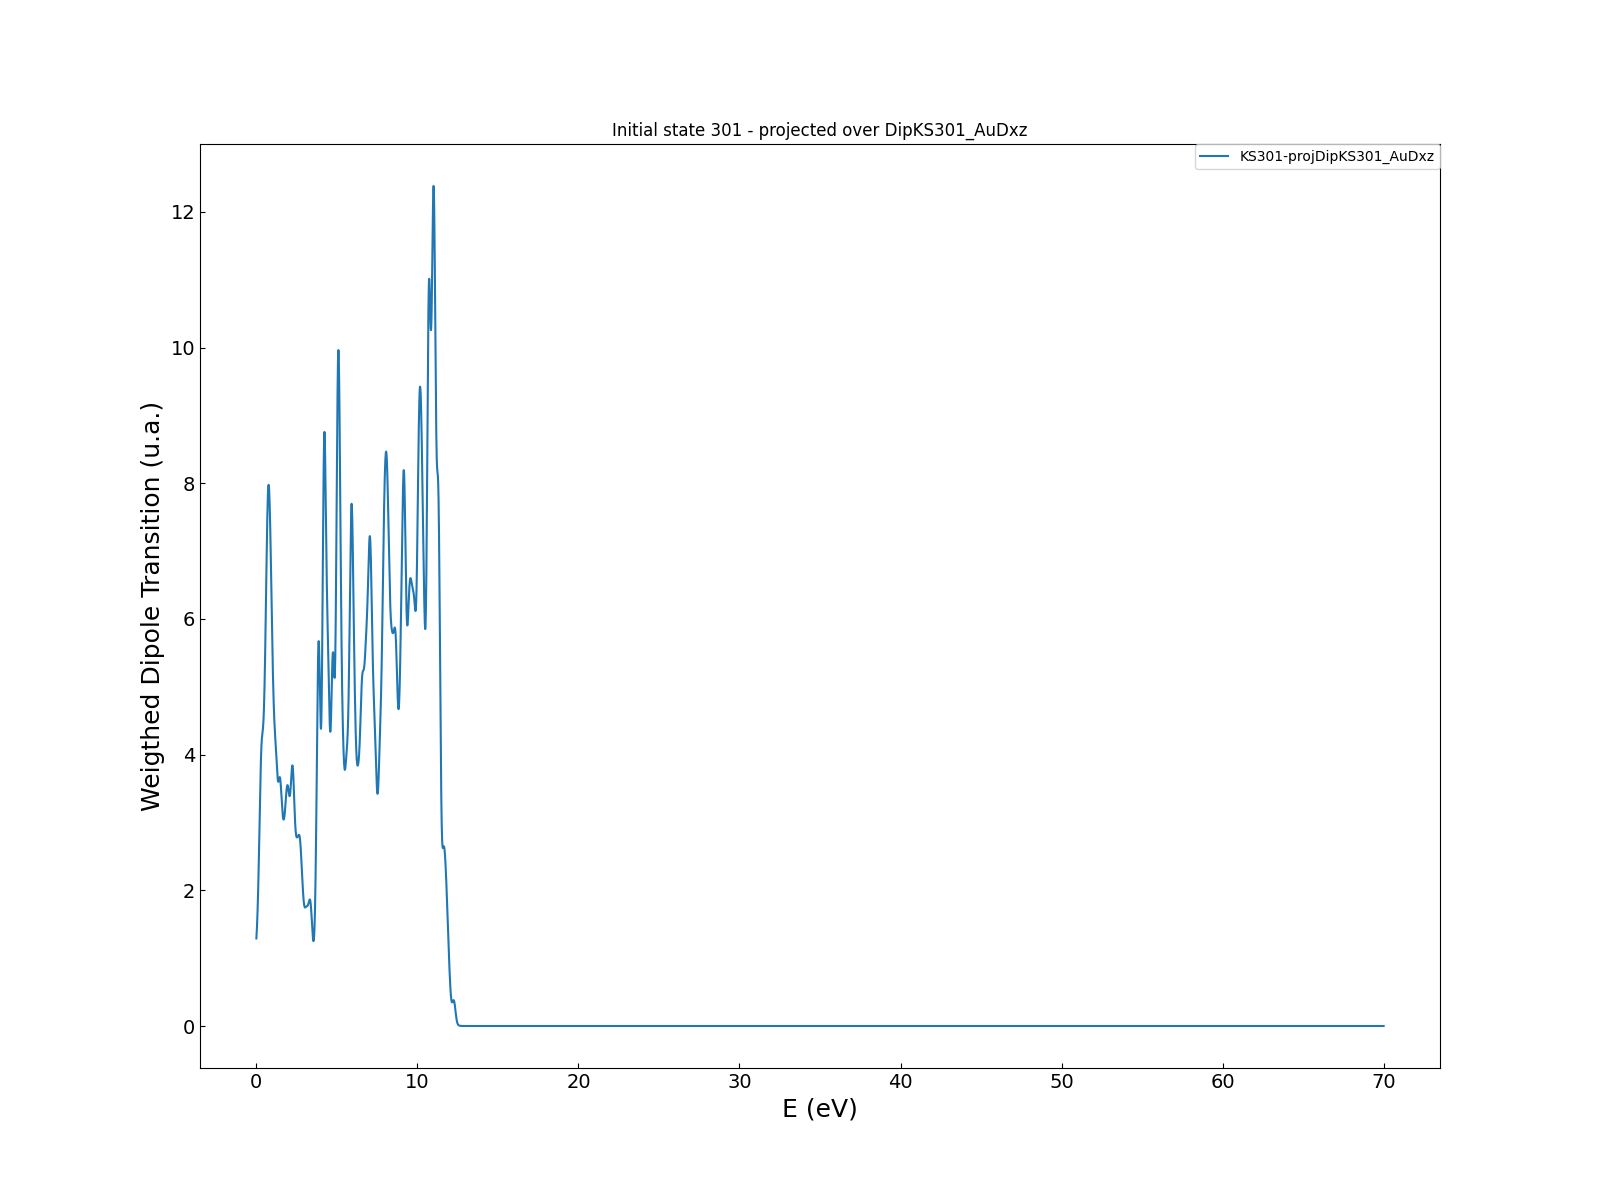 Initial state 301 - projected over DipKS301_AuDxz
KS301-projDipKS301_AuDxz
Weigthed Dipole Transition (u.a.)
12
10
8
6
4
2
0
0 10 20 30 40 50 60 70
E (eV)